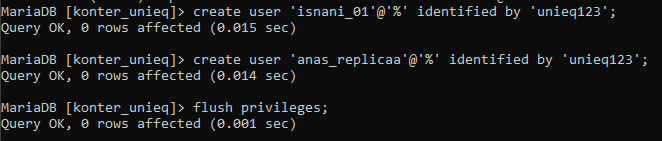 MariaDB [konter_unieq]> create user 'isnani_01'@'%' identified by 'unieq123';
Query OK, 0 rows affected (0.015 sec)
MariaDB [konter_unieq]> create user 'anas_replicaa'@'%' identified by 'unieq123';
Query OK, 0 rows affected (0.014 sec)
MariaDB [konter_unieq]> flush privileges;
Query OK, 0 rows affected (0.001 sec)